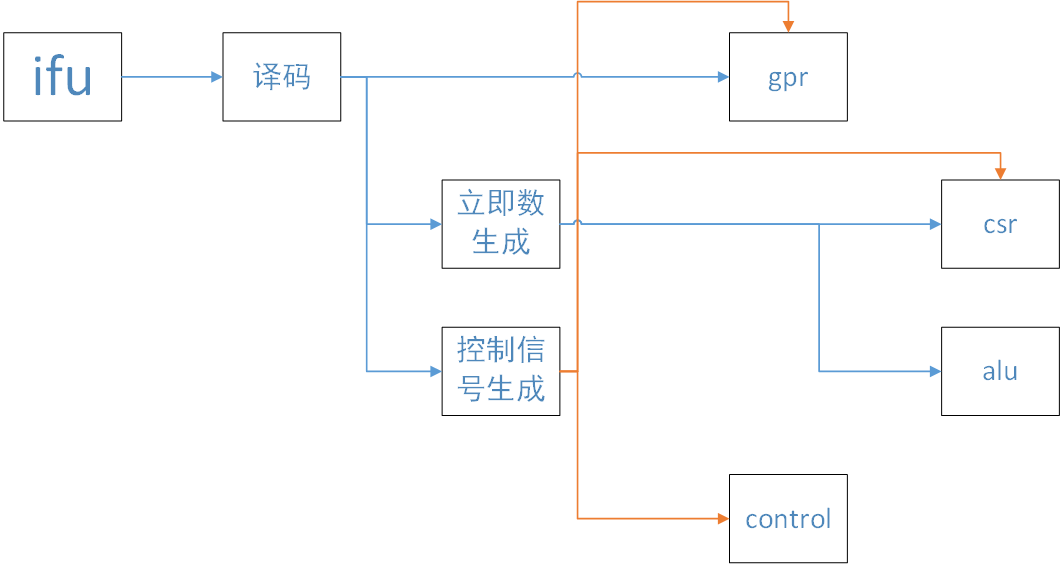 ifu
译码
gpr
立即数
生成
csr
控制信
号生成
alu
control